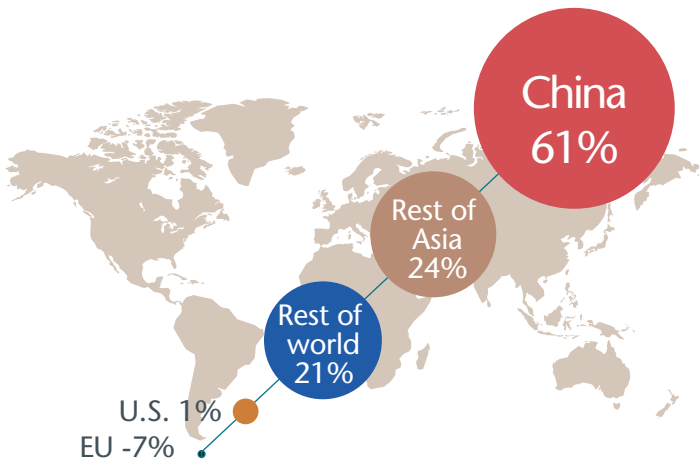 China
61%
Rest of
Asia
24%
Rest of
world
21%
U.S. 1%
EU -7%